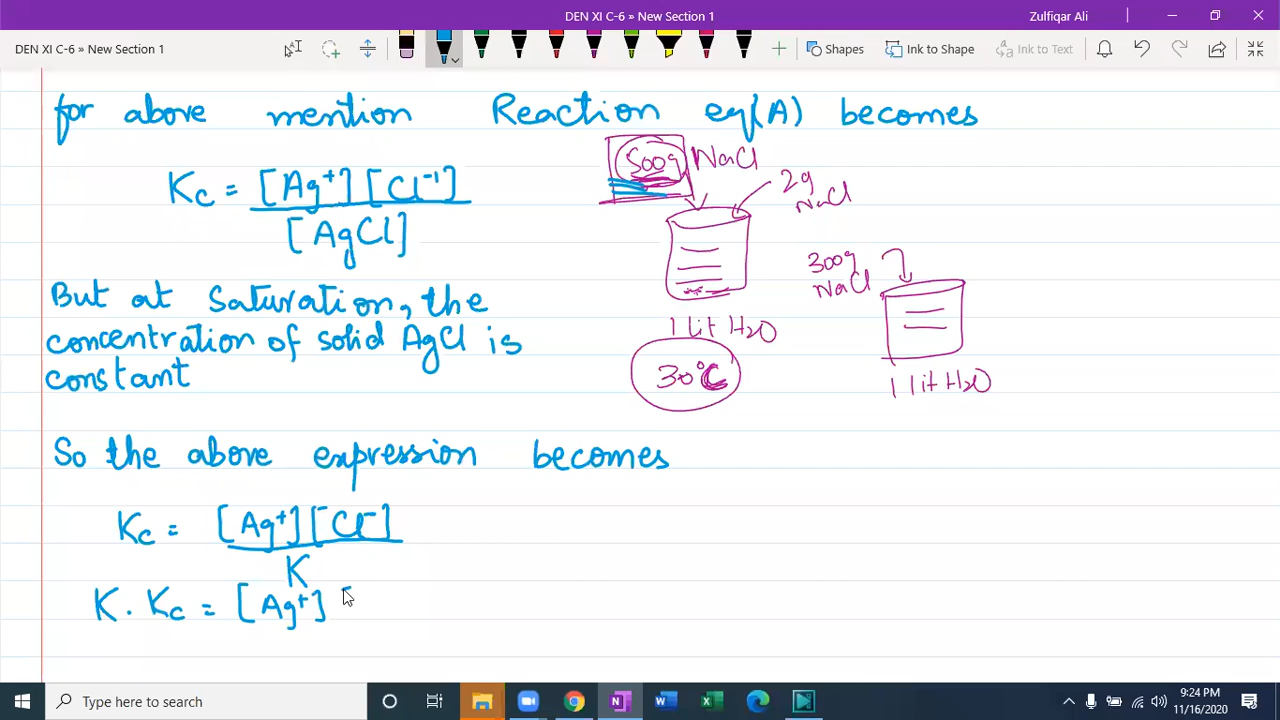 DEN XI C-6 » New Section 1
Zulfiqar Ali
DEN XI C-6 » New Section 1
Shapes
Ink to Shape
Ink to Text
for above mention Reaction eq(A) becomes
Kc = [Ag+][Cl-1]
[AgCl]
500g NaCl
2g
NaCl
1 lit H2O
30°C
300g
NaCl
1 lit H2O
But at Saturation, the
concentration of solid AgCl is
constant
So the above expression becomes
Kc = [Ag+][Cl-]
K
K . Kc = [Ag+] [
Type here to search
9:24 PM
11/16/2020